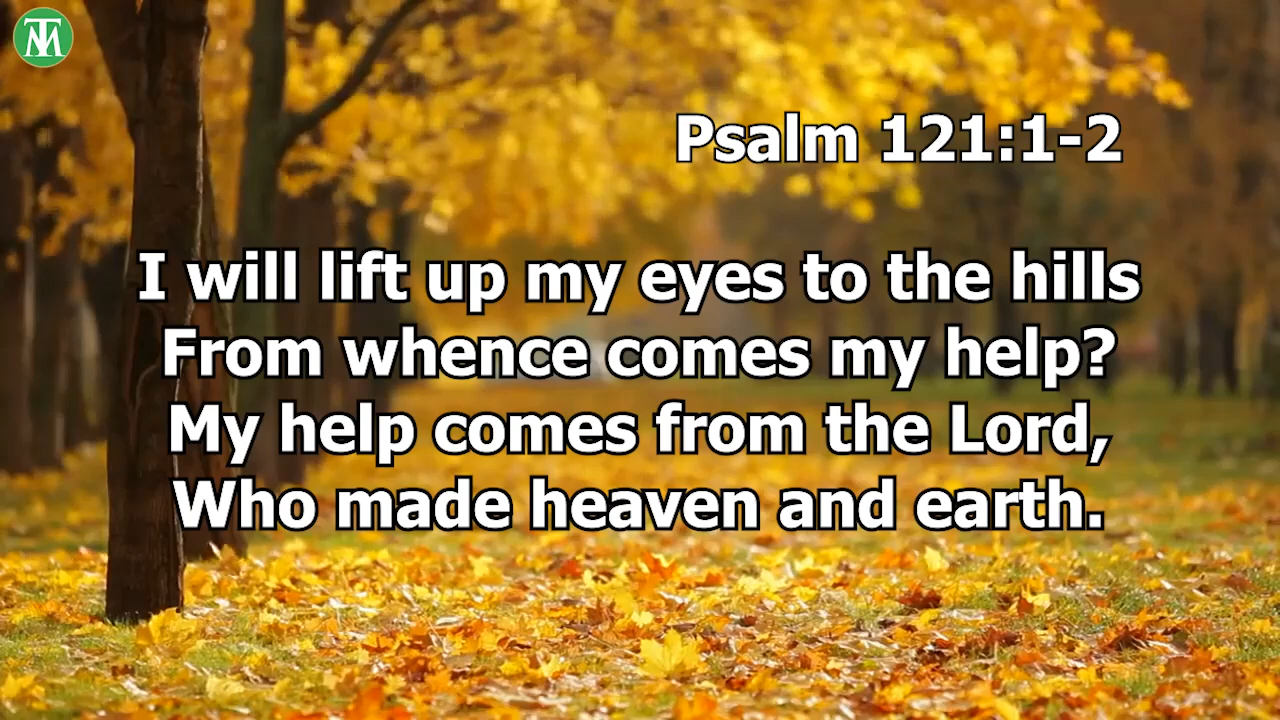 TM
Psalm 121:1-2
I will lift up my eyes to the hills
From whence comes my help?
My help comes from the Lord,
Who made heaven and earth.